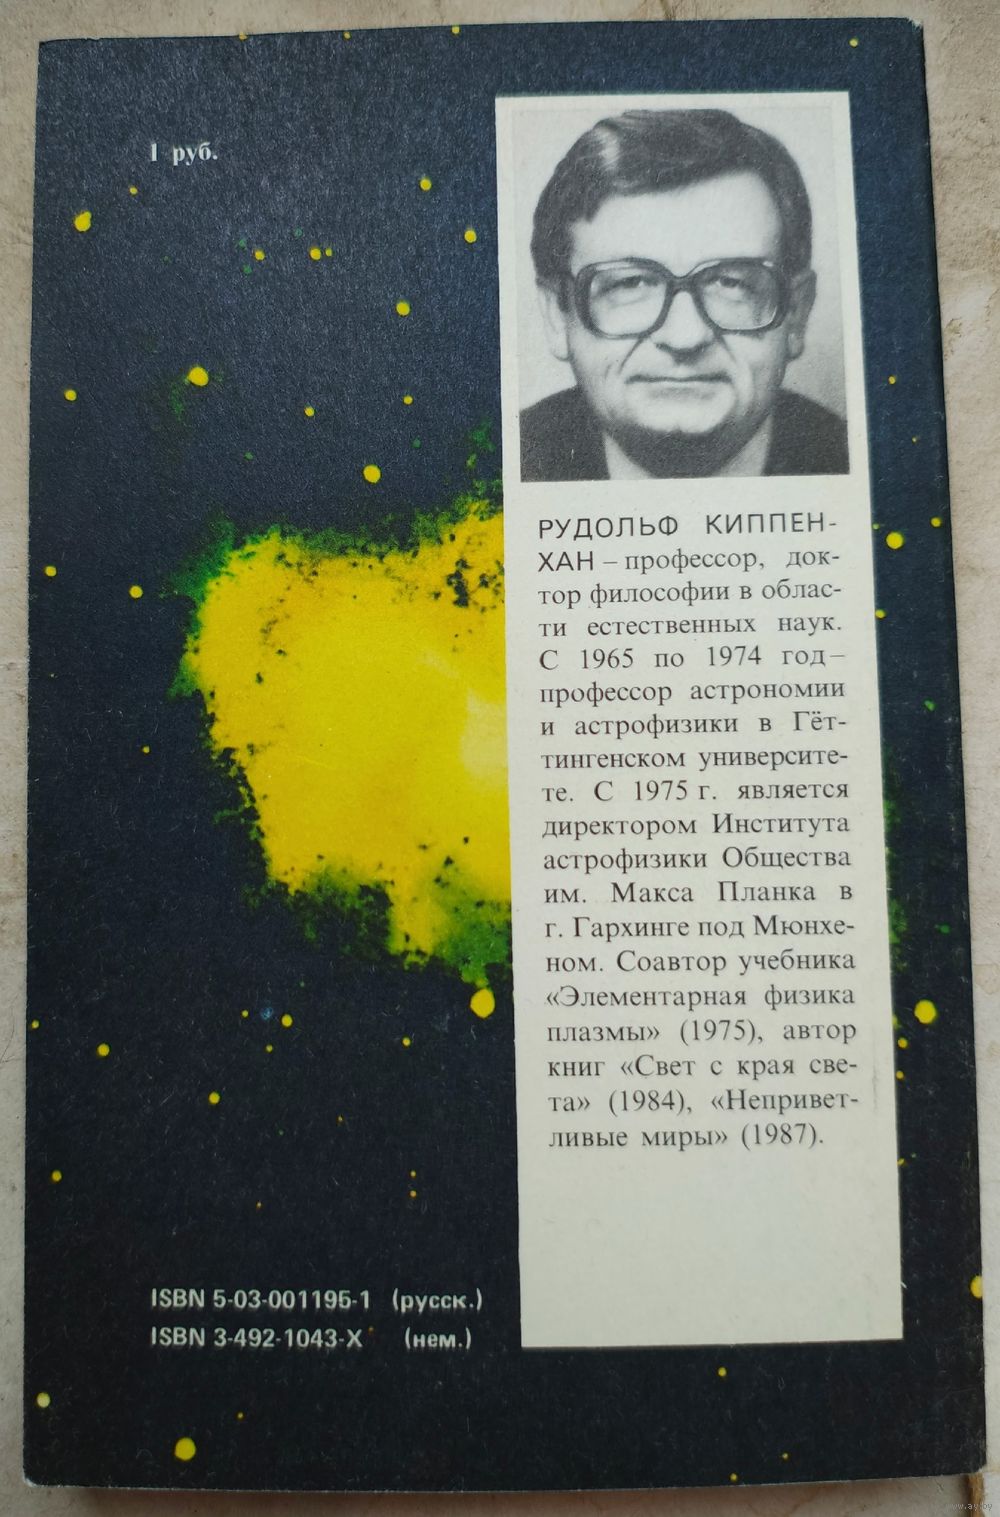 1 руб.
РУДОЛЬФ КИППЕН-
ХАН – профессор, док-
тор философии в облас-
ти естественных наук.
С 1965 по 1974 год –
профессор астрономии
и астрофизики в Гёт-
тингенском университе-
те. С 1975 г. является
директором Института
астрофизики Общества
им. Макса Планка в
г. Гархинге под Мюнхе-
ном. Соавтор учебника
«Элементарная физика
плазмы» (1975), автор
книг «Свет с края све-
та» (1984), «Непривет-
ливые миры» (1987).
ISBN 5-03-001195-1 (русск.)
ISBN 3-492-1043-X (нем.)